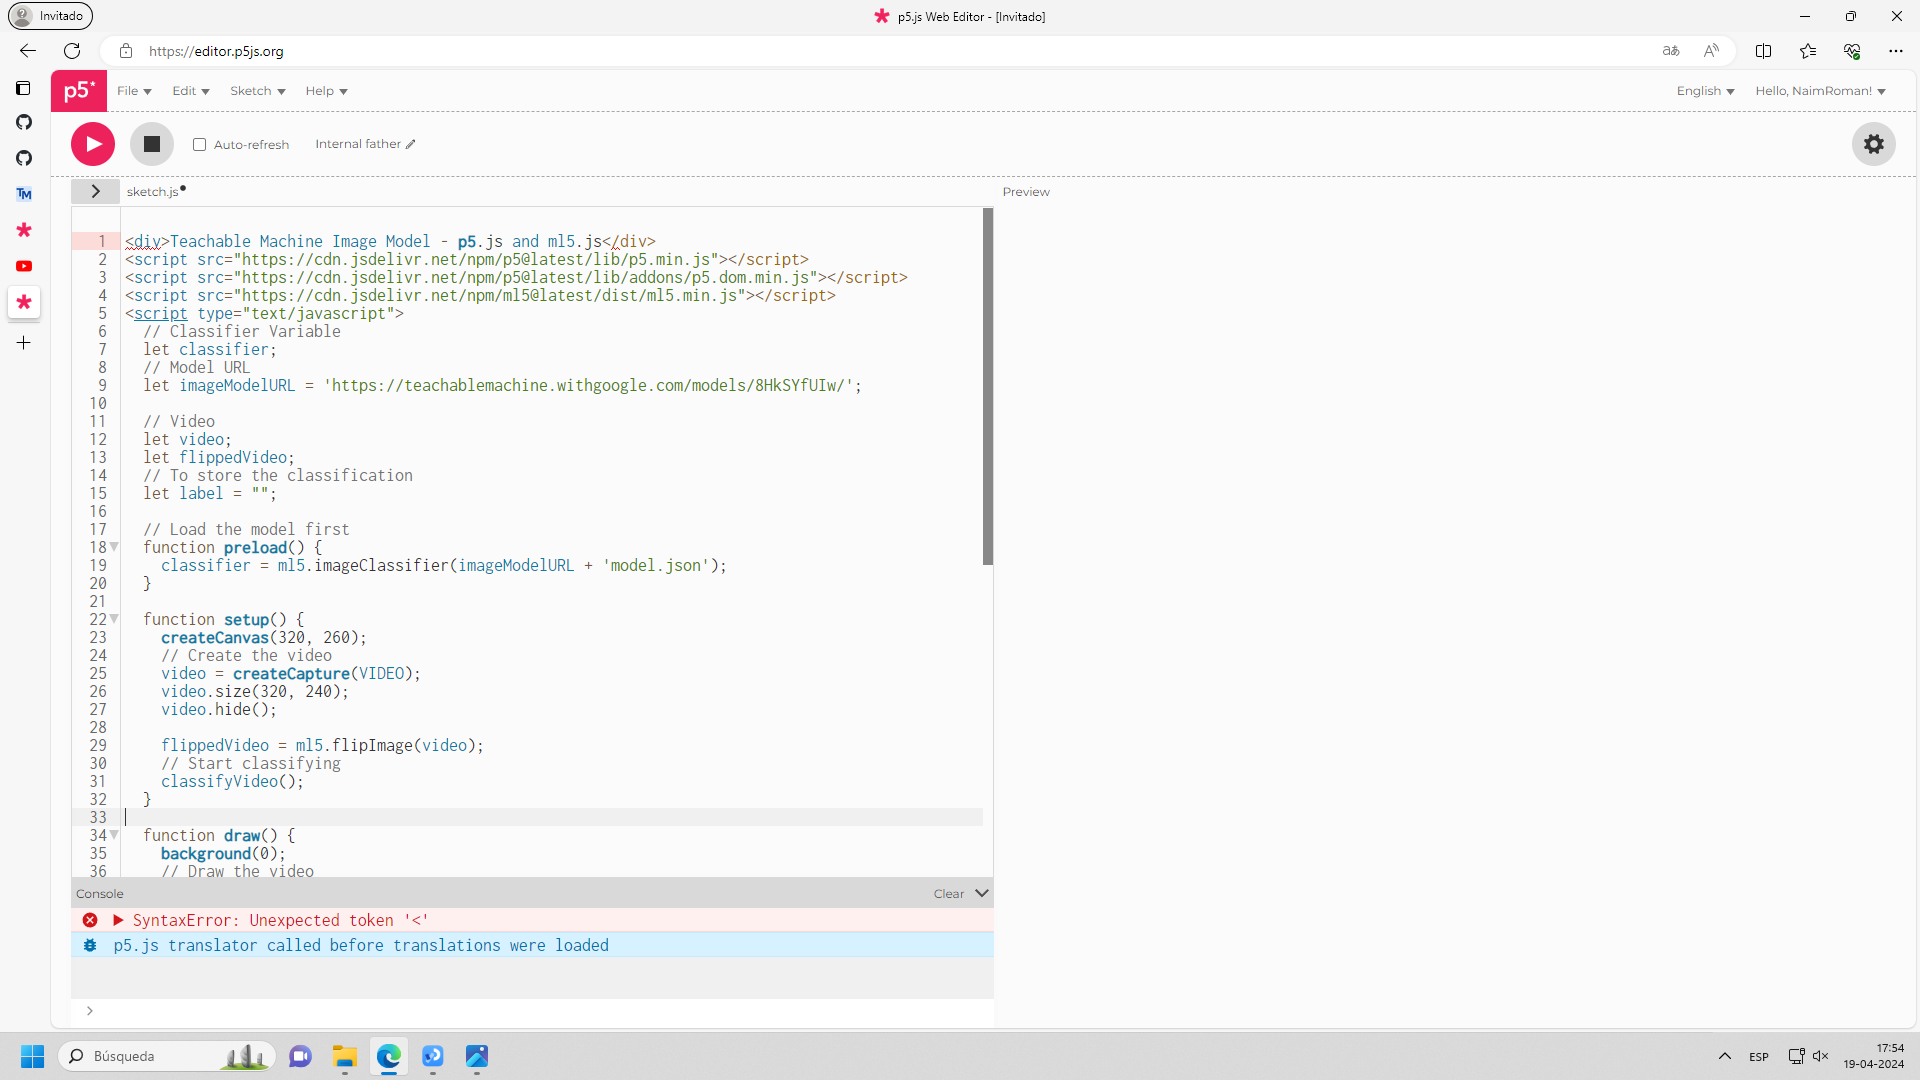 Invitado
p5.js Web Editor - [Invitado]
https://editor.p5js.org
p5*
File
Edit
Sketch
Help
English
Hello, NaimRoman!
Auto-refresh
Internal father
sketch.js
Preview
1 <div>Teachable Machine Image Model - p5.js and ml5.js</div>
2 <script src="https://cdn.jsdelivr.net/npm/p5@latest/lib/p5.min.js"></script>
3 <script src="https://cdn.jsdelivr.net/npm/p5@latest/lib/addons/p5.dom.min.js"></script>
4 <script src="https://cdn.jsdelivr.net/npm/ml5@latest/dist/ml5.min.js"></script>
5 <script type="text/javascript">
6 // Classifier Variable
7 let classifier;
8 // Model URL
9 let imageModelURL = 'https://teachablemachine.withgoogle.com/models/8HkSYfUIw/';
10
11 // Video
12 let video;
13 let flippedVideo;
14 // To store the classification
15 let label = "";
16
17 // Load the model first
18 function preload() {
19 classifier = ml5.imageClassifier(imageModelURL + 'model.json');
20 }
21
22 function setup() {
23 createCanvas(320, 260);
24 // Create the video
25 video = createCapture(VIDEO);
26 video.size(320, 240);
27 video.hide();
28
29 flippedVideo = ml5.flipImage(video);
30 // Start classifying
31 classifyVideo();
32 }
33
34 function draw() {
35 background(0);
36 // Draw the video
Console
Clear
SyntaxError: Unexpected token '<'
p5.js translator called before translations were loaded
>
Búsqueda
ESP
17:54
19-04-2024